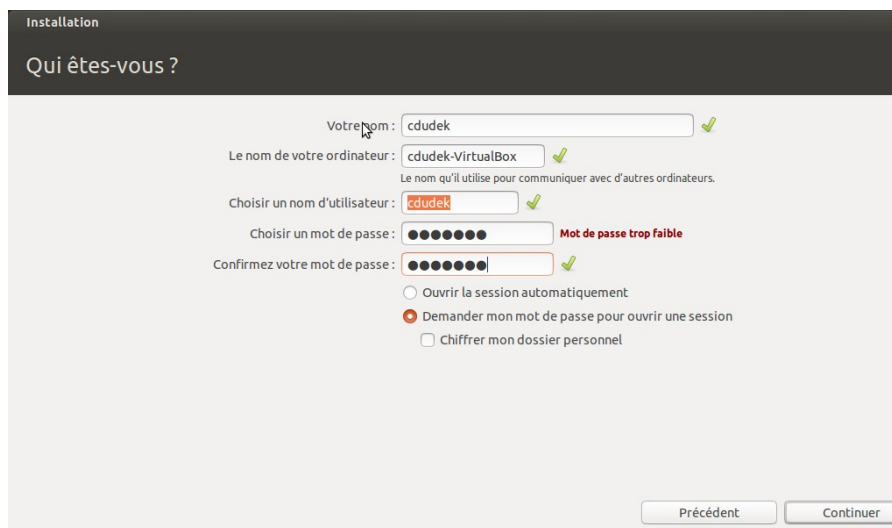 Installation
Qui êtes-vous ?
Votre nom : cdudek
Le nom de votre ordinateur : cdudek-VirtualBox
Le nom qu'il utilise pour communiquer avec d'autres ordinateurs.
Choisir un nom d'utilisateur : cdudek
Choisir un mot de passe : ●●●●●●● Mot de passe trop faible
Confirmez votre mot de passe : ●●●●●●●
Ouvrir la session automatiquement
Demander mon mot de passe pour ouvrir une session
Chiffrer mon dossier personnel
Précédent Continuer